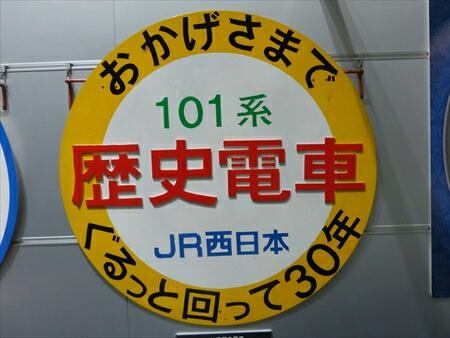 おかげさまで
101系
歴史電車
JR西日本
ぐるっと回って30年